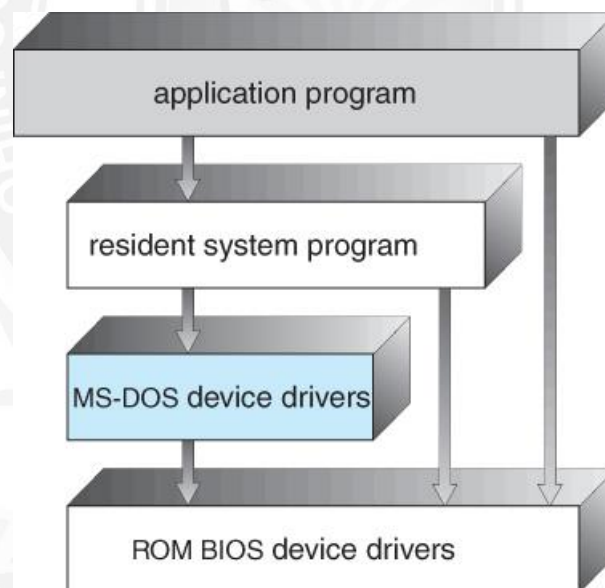 application program
resident system program
MS-DOS device drivers
ROM BIOS device drivers